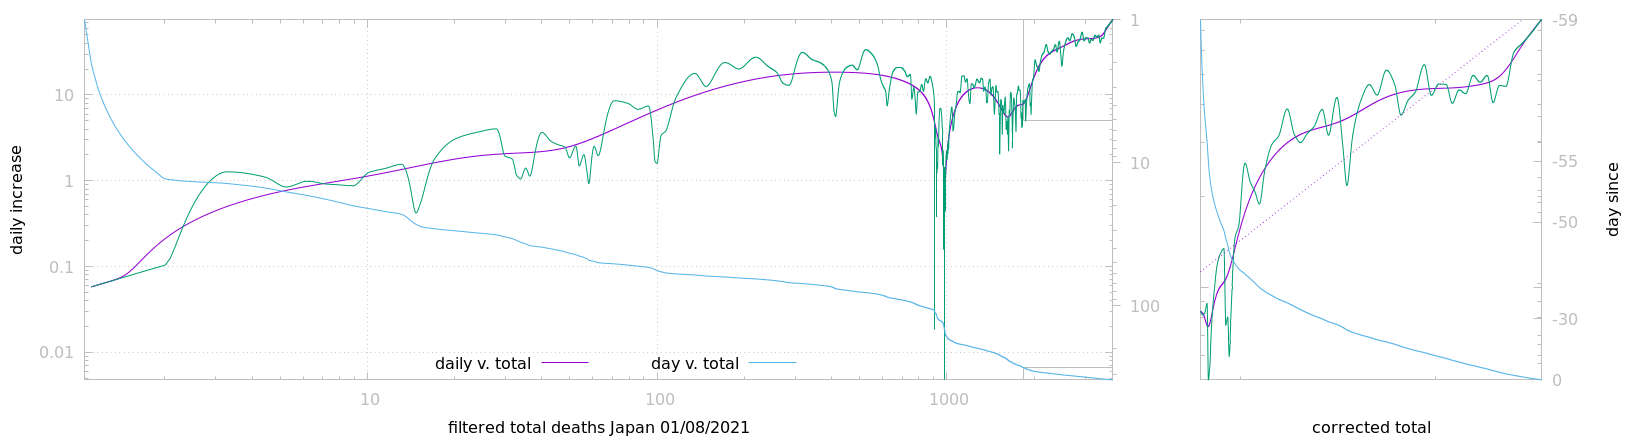 daily increase
10
1
0.1
0.01
daily v. total
day v. total
10
100
1000
filtered total deaths Japan 01/08/2021
1
10
100
-59
-55
-50
-30
0
day since
corrected total